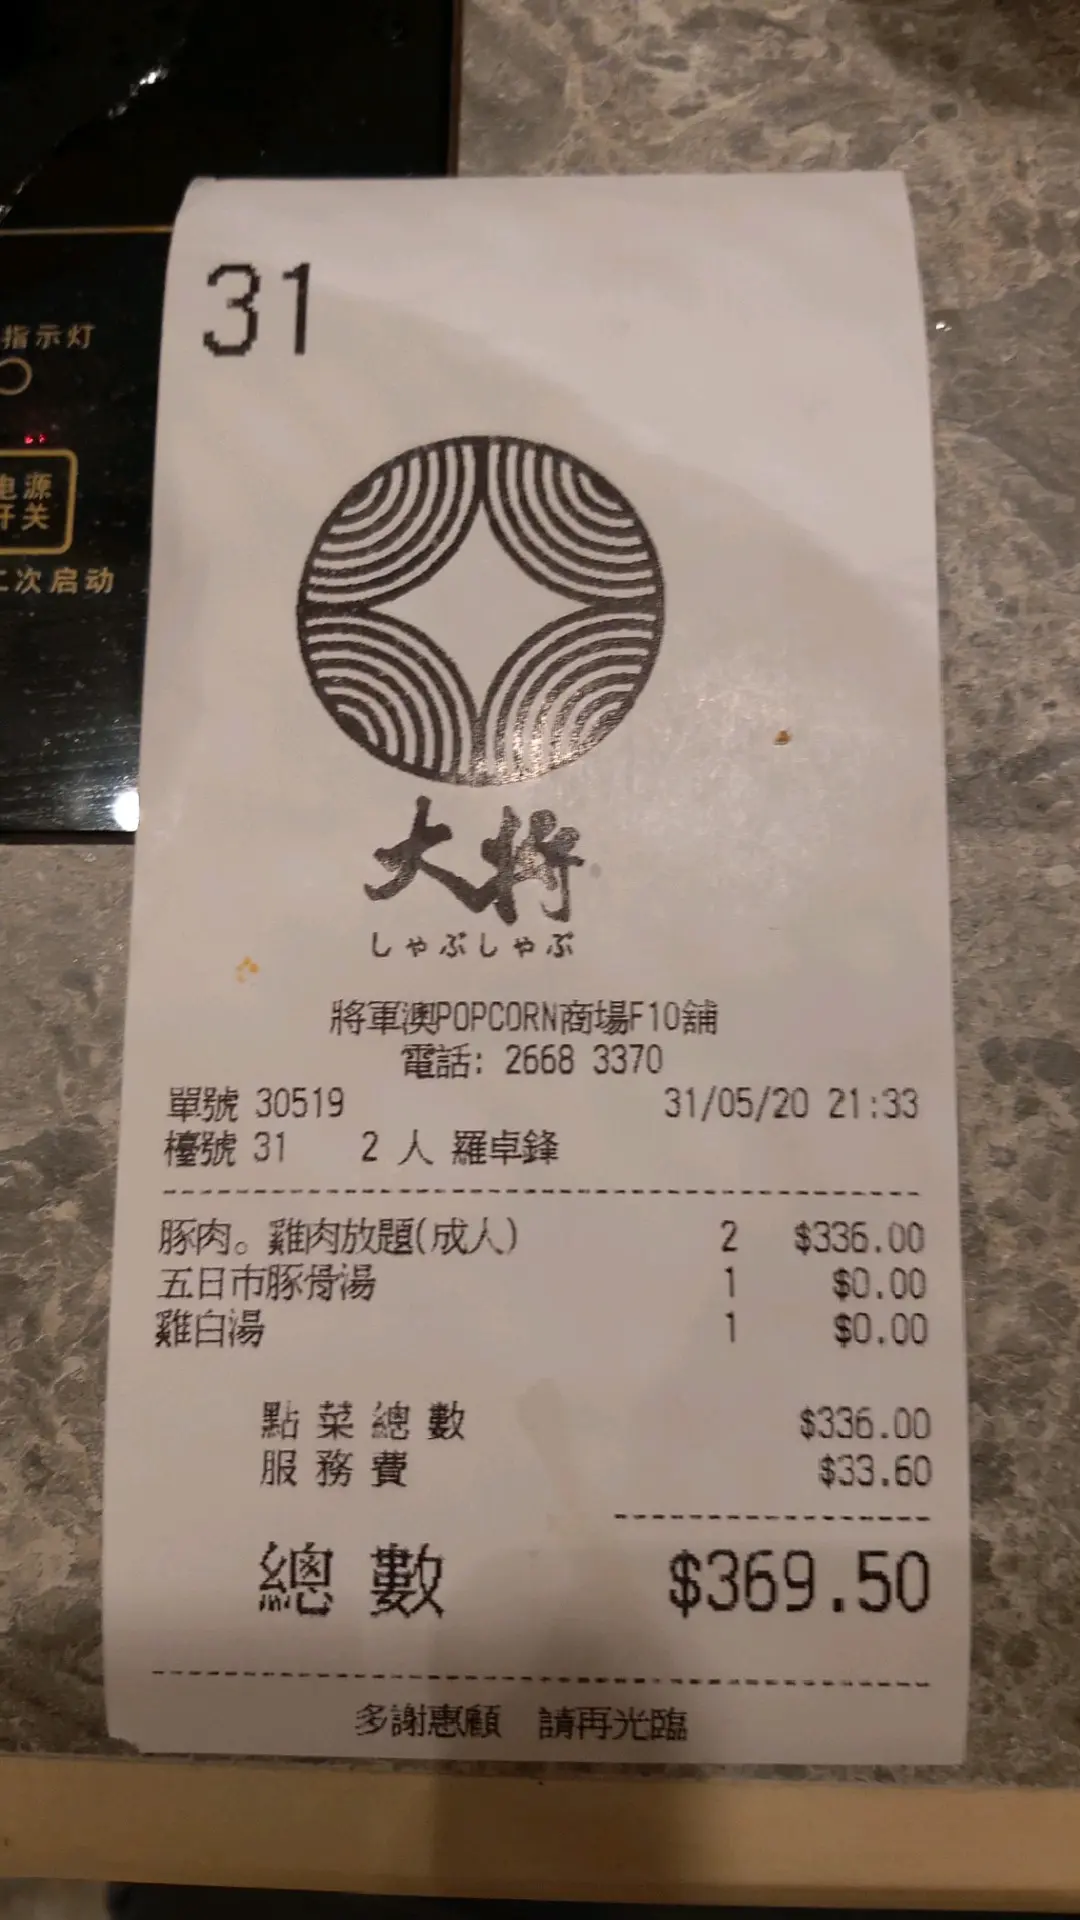 31
大将
しゃぶしゃぶ
將軍澳POPCORN商場F10舖
電話: 2668 3370
單號 30519 31/05/20 21:33
檯號 31 2 人 羅卓鋒
豚肉。雞肉放題(成人) 2 $336.00
五日市豚骨湯 1 $0.00
雞白湯 1 $0.00
點菜總數 $336.00
服務費 $33.60
總數 $369.50
多謝惠顧 請再光臨
指示灯
电源
开关
二次启动